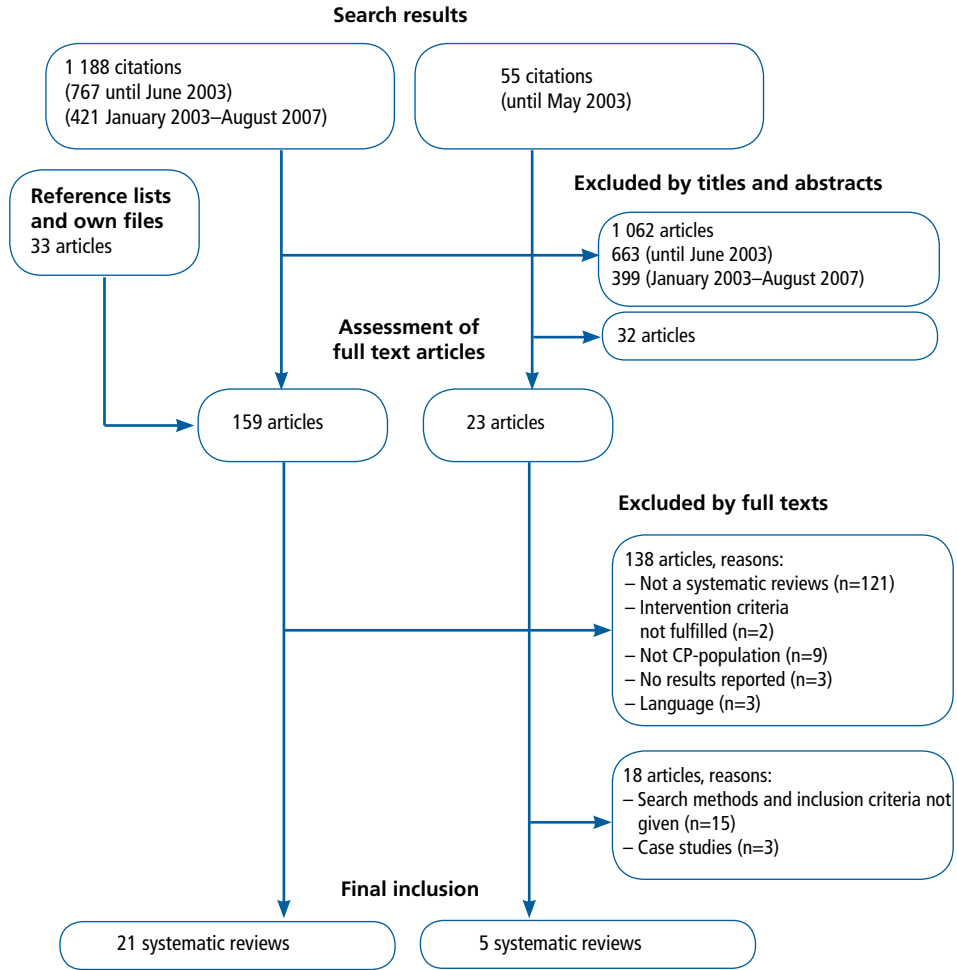 Search results
1 188 citations
(767 until June 2003)
(421 January 2003–August 2007)
55 citations
(until May 2003)
Reference lists
and own files
33 articles
Excluded by titles and abstracts
1 062 articles
663 (until June 2003)
399 (January 2003–August 2007)
32 articles
Assessment of
full text articles
159 articles
23 articles
Excluded by full texts
138 articles, reasons:
– Not a systematic reviews (n=121)
– Intervention criteria
not fulfilled (n=2)
– Not CP-population (n=9)
– No results reported (n=3)
– Language (n=3)
18 articles, reasons:
– Search methods and inclusion criteria not
given (n=15)
– Case studies (n=3)
Final inclusion
21 systematic reviews
5 systematic reviews